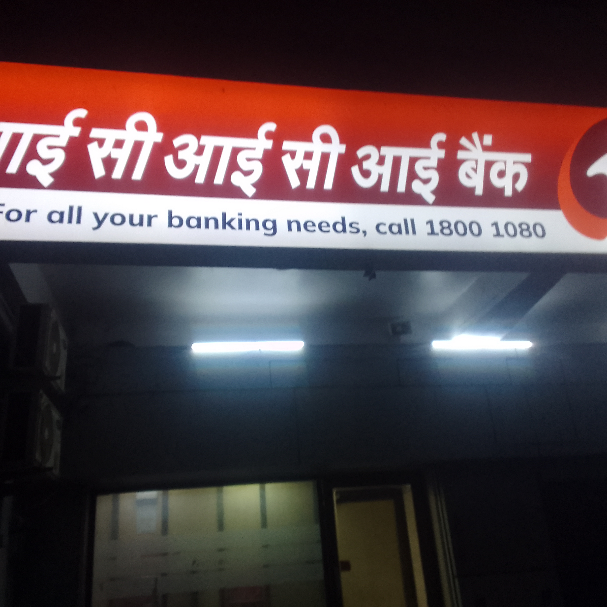 आई सी आई सी आई बैंक
For all your banking needs, call 1800 1080